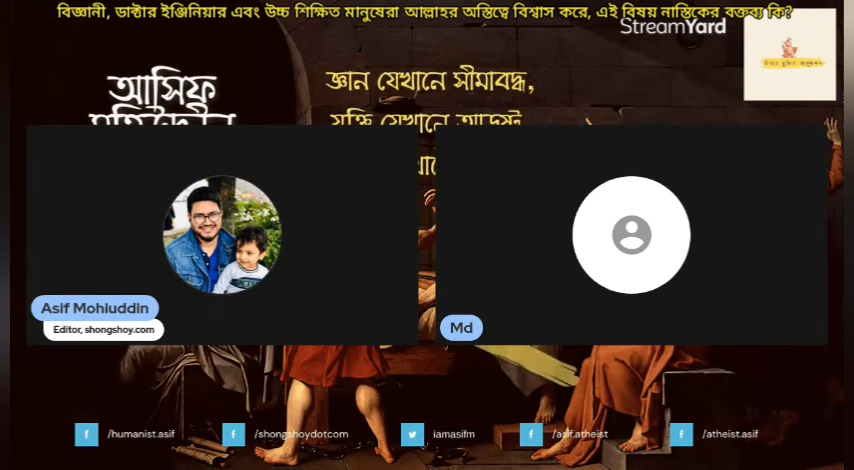 বিজ্ঞানী, ডাক্টার ইঞ্জিনিয়ার এবং উচ্চ শিক্ষিত মানুষেরা আল্লাহর অস্তিত্বে বিশ্বাস করে, এই বিষয় নাস্তিকের বক্তব্য কি?
StreamYard
আসিফ
জ্ঞান যেখানে সীমাবদ্ধ,
যুক্তি যেখানে আড়ষ্ট
Asif Mohiuddin
Editor, shongshoy.com
Md
/humanist.asif
/shongshoydotcom
iamasifm
/asif.atheist
/atheist.asif